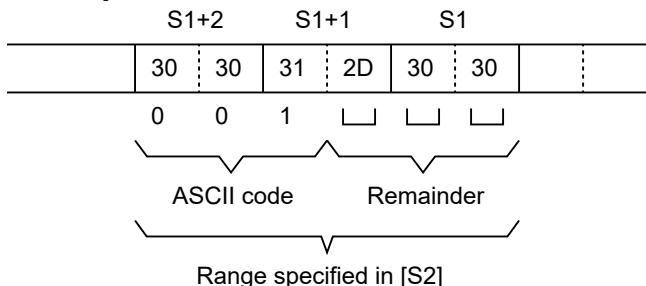 S1+2 S1+1 S1
30 30 31 2D 30 30
0 0 1
ASCII code Remainder
Range specified in [S2]